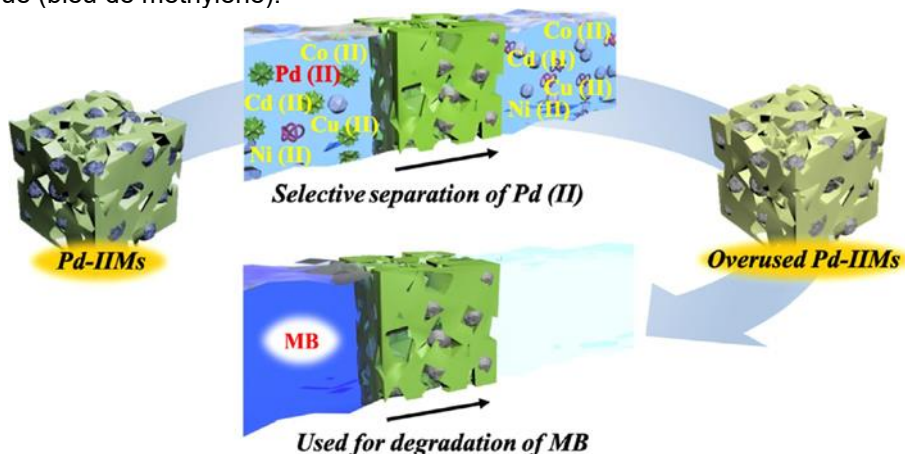 ue (bleu de méthylène).
Co (II)
Pd (II)
Cd (II)
Cu (II)
Ni (II)
Co (II)
Cd (II)
Cu (II)
Ni (II)
Selective separation of Pd (II)
Pd-IIMs
Overused Pd-IIMs
MB
Used for degradation of MB